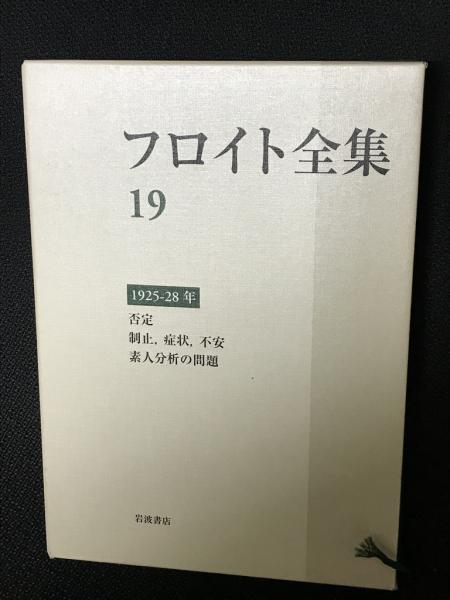 フロイト全集
19
1925-28年
否定
制止, 症状, 不安
素人分析の問題
岩波書店